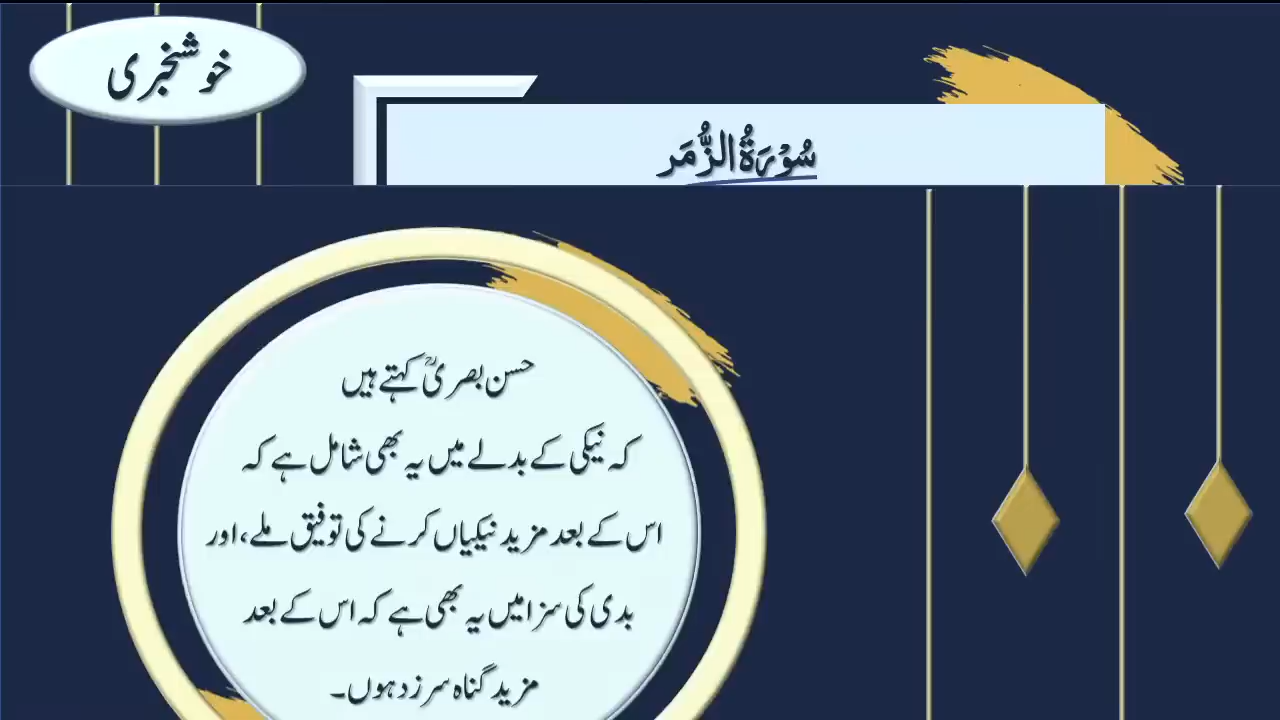 خوشخبری
سُوْرَةُ الزُّمَر
حسن بصریؒ کہتے ہیں
کہ نیکی کے بدلے میں یہ بھی شامل ہے کہ
اس کے بعد مزید نیکیاں کرنے کی توفیق ملے، اور
بدی کی سزا میں یہ بھی ہے کہ اس کے بعد
مزید گناہ سرزد ہوں۔